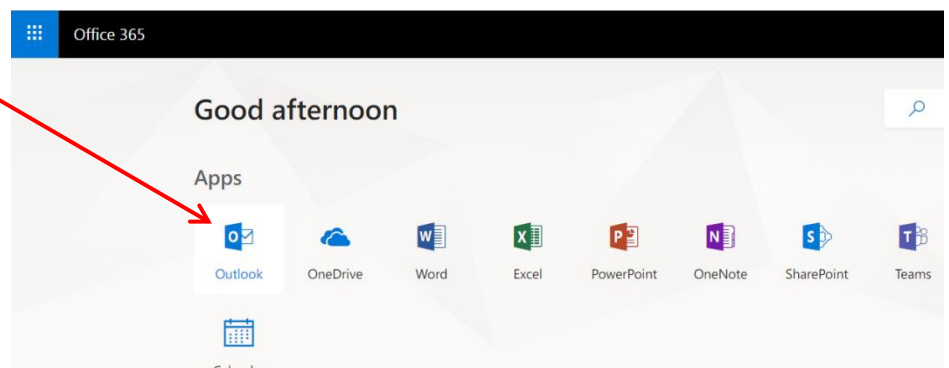 Office 365
Good afternoon
Apps
Outlook OneDrive Word Excel PowerPoint OneNote SharePoint Teams